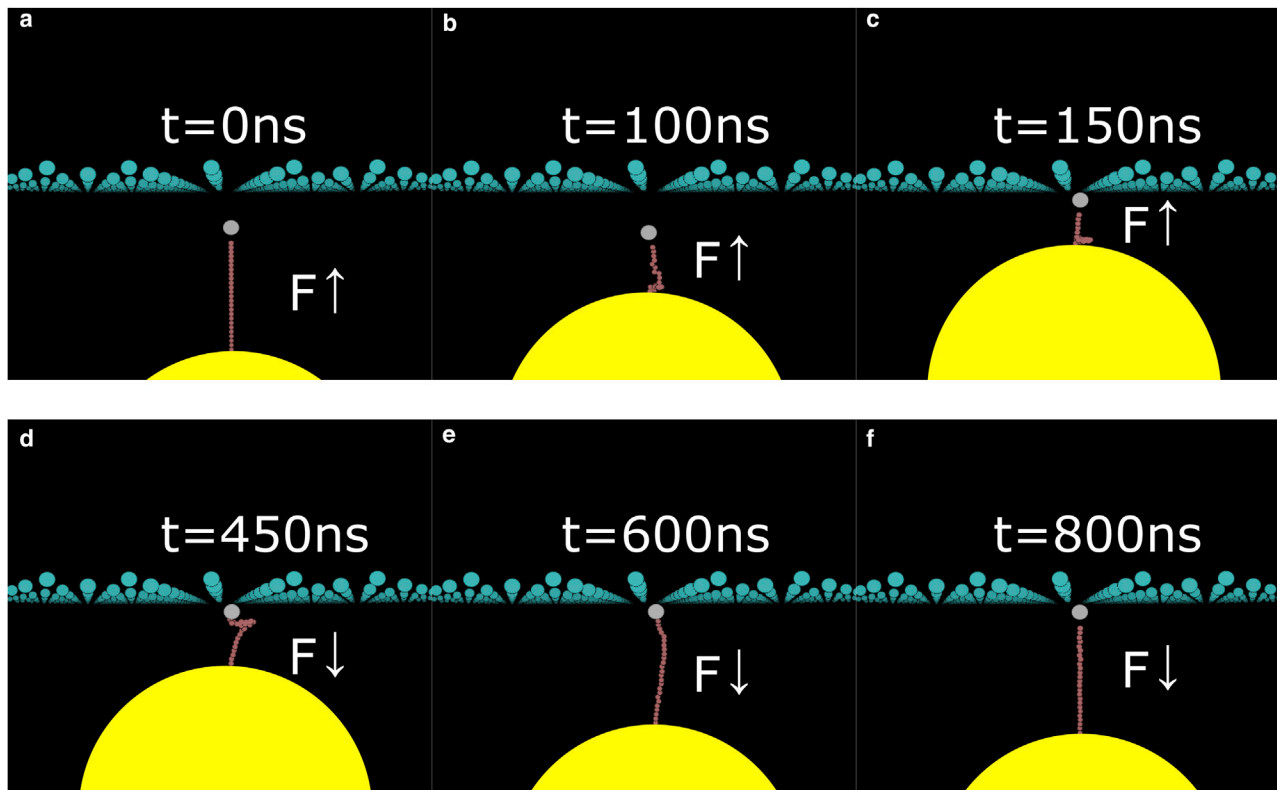 a
t=0ns
F↑
b
t=100ns
F↑
c
t=150ns
F↑
d
t=450ns
F↓
e
t=600ns
F↓
f
t=800ns
F↓